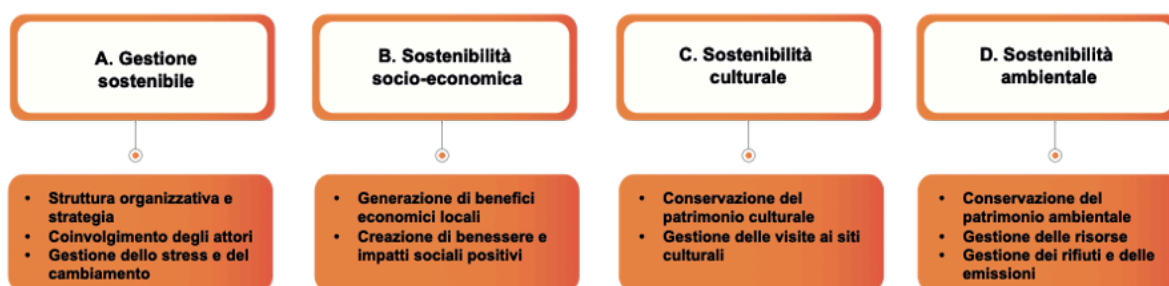 A. Gestione
sostenibile
B. Sostenibilità
socio-economica
C. Sostenibilità
culturale
D. Sostenibilità
ambientale
• Struttura organizzativa e
strategia
• Coinvolgimento degli attori
• Gestione dello stress e del
cambiamento
• Generazione di benefici
economici locali
• Creazione di benessere e
impatti sociali positivi
• Conservazione del
patrimonio culturale
• Gestione delle visite ai siti
culturali
• Conservazione del
patrimonio ambientale
• Gestione delle risorse
• Gestione dei rifiuti e delle
emissioni